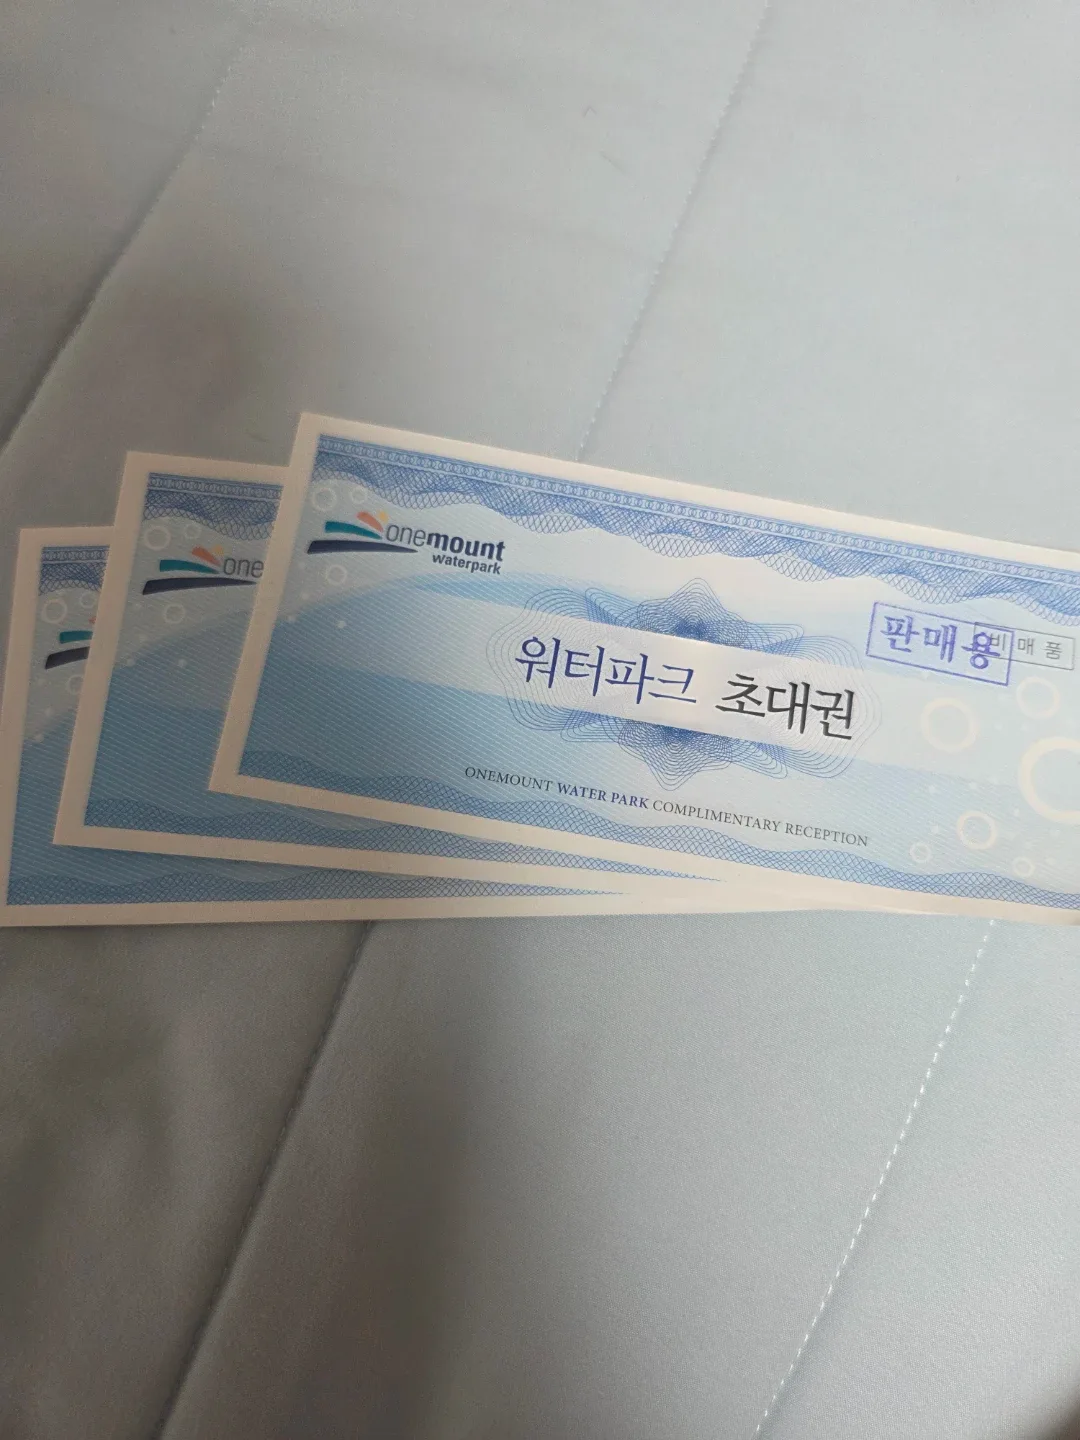 onemount
waterpark
one
판매용
비매품
워터파크 초대권
ONEMOUNT WATER PARK COMPLIMENTARY RECEPTION